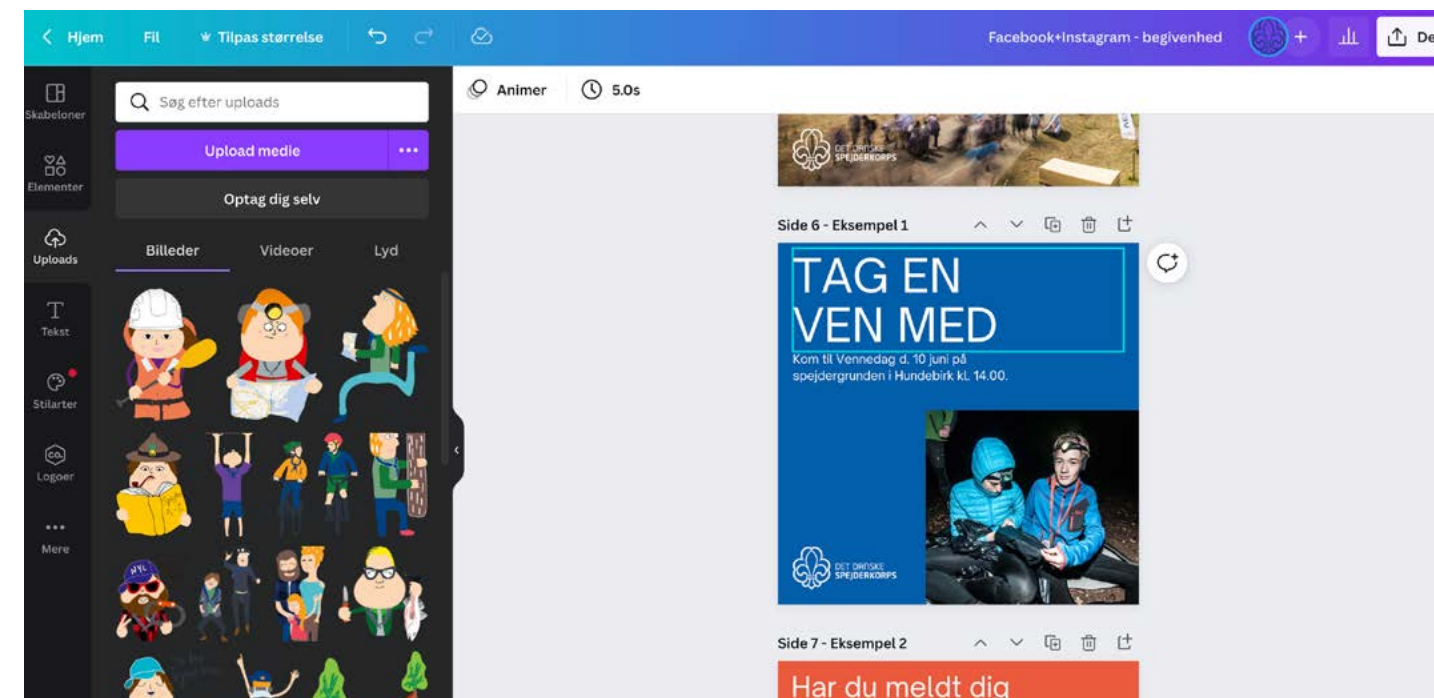 Hjem
Fil
Tilpas størrelse
Facebook+Instagram - begivenhed
De
Skabeloner
Elementer
Uploads
Tekst
Stilarter
CO.
Logoer
Mere
Søg efter uploads
Upload medie
Optag dig selv
Billeder
Videoer
Lyd
NYC
Animer
5.0s
DET DANSKE
SPEJDERKORPS
Side 6 - Eksempel 1
TAG EN
VEN MED
Kom til Vennedag d. 10 juni på
spejdergrunden i Hundebirk kl. 14.00.
DET DANSKE
SPEJDERKORPS
Side 7 - Eksempel 2
Har du meldt dig